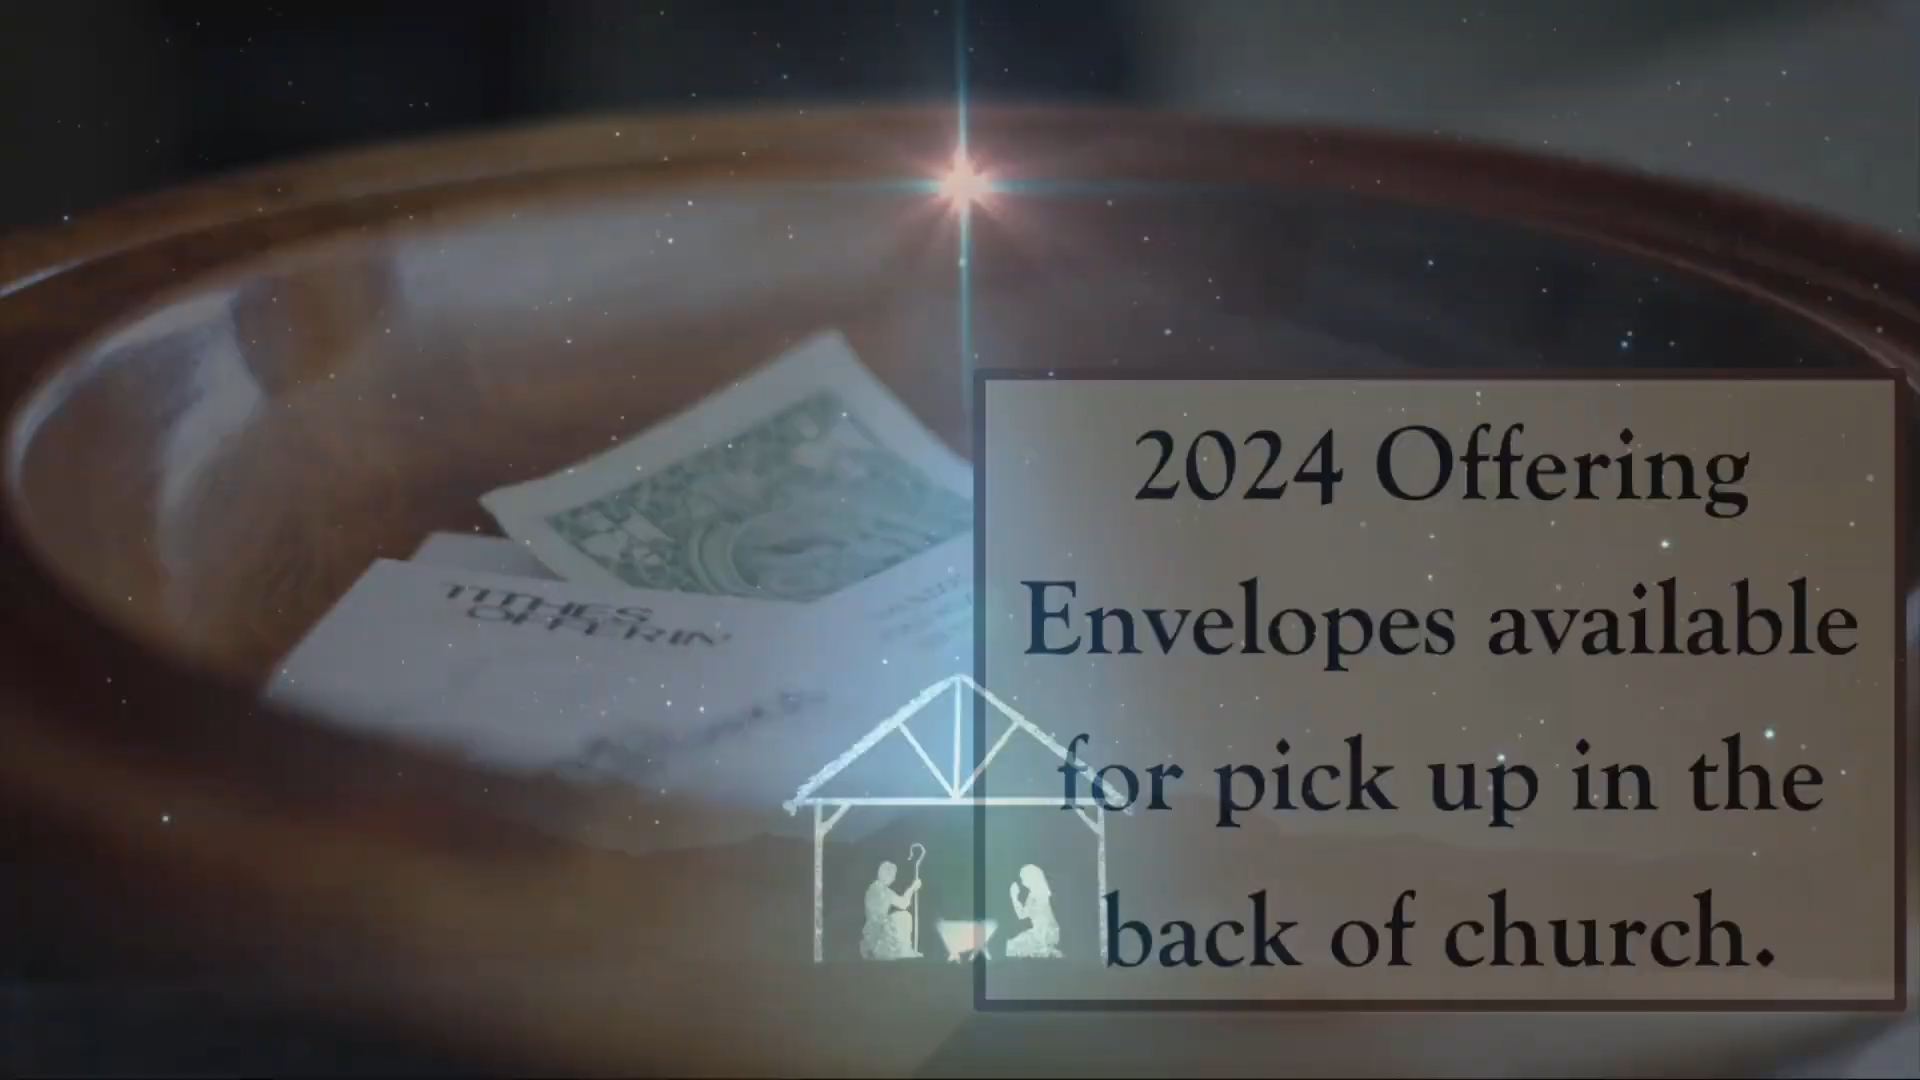 2024 Offering
Envelopes available
for pick up in the
back of church.
TITHES
OFFERIN